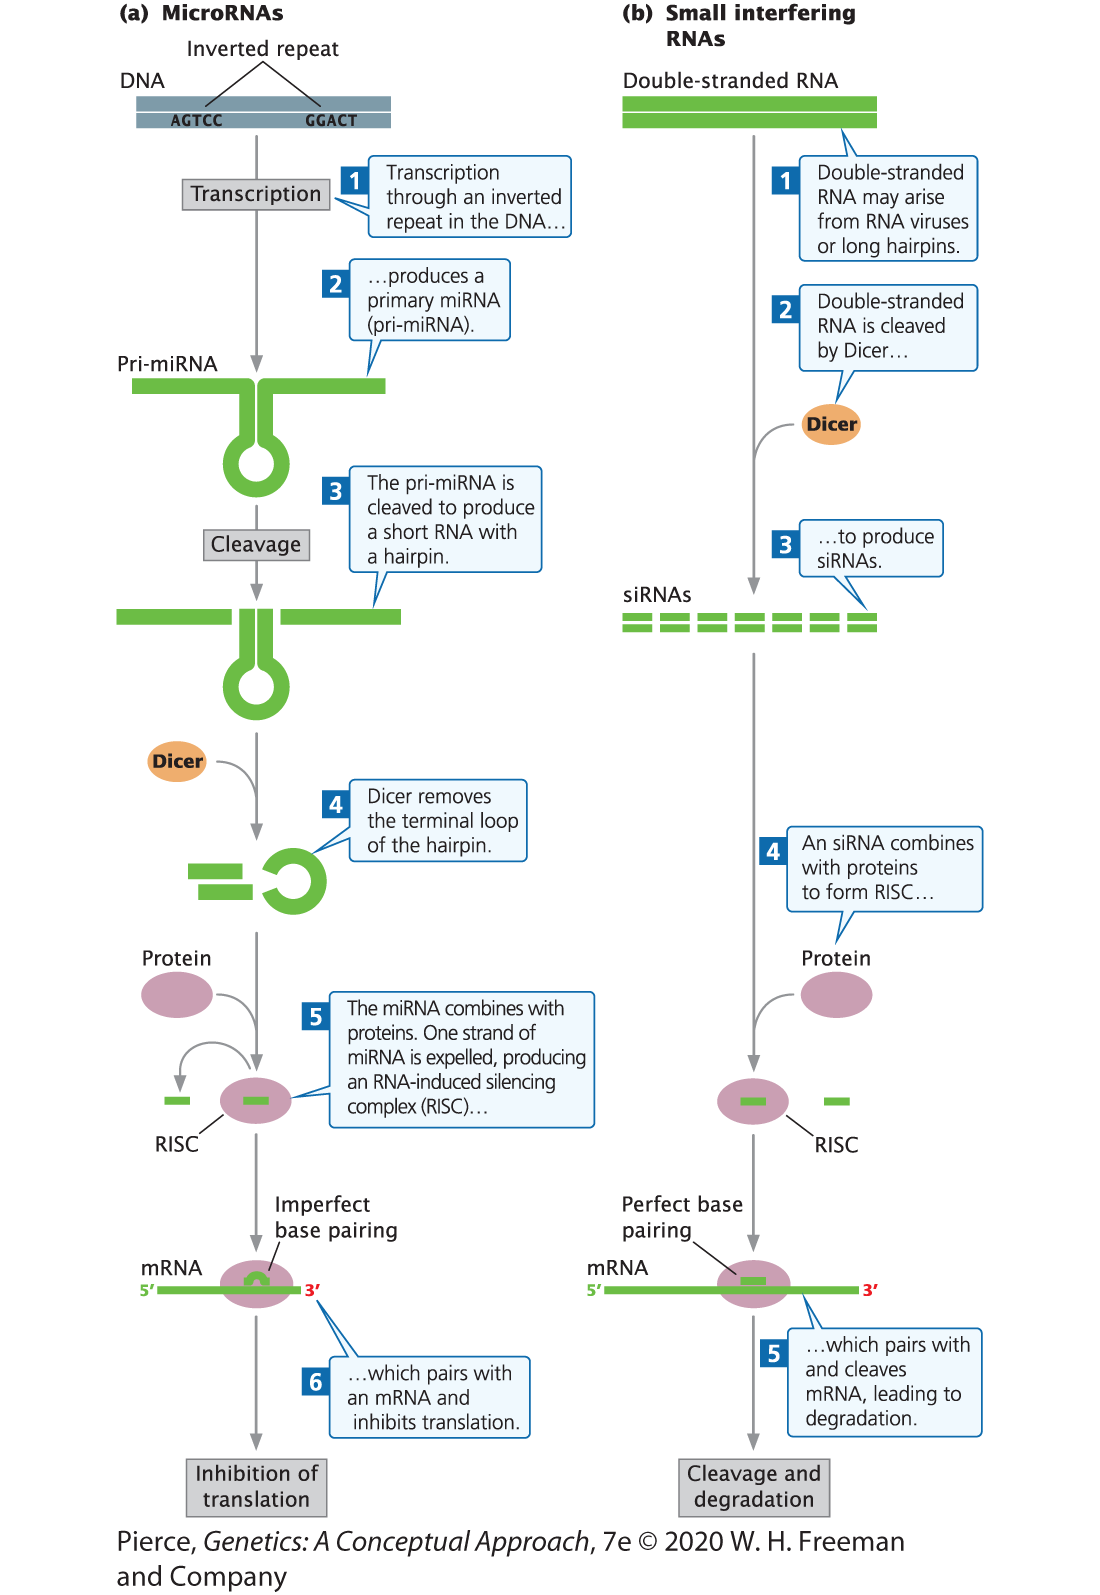 (a) MicroRNAs
Inverted repeat
DNA
AGTCC
GGACT
Transcription
1
Transcription
through an inverted
repeat in the DNA…
2
…produces a
primary miRNA
(pri-miRNA).
Pri-miRNA
3
The pri-miRNA is
cleaved to produce
a short RNA with
a hairpin.
Cleavage
Dicer
4
Dicer removes
the terminal loop
of the hairpin.
Protein
5
The miRNA combines with
proteins. One strand of
miRNA is expelled, producing
an RNA-induced silencing
complex (RISC)…
RISC
Imperfect
base pairing
mRNA
5′
3′
6
…which pairs with
an mRNA and
inhibits translation.
Inhibition of
translation
(b) Small interfering
RNAs
Double-stranded RNA
1
Double-stranded
RNA may arise
from RNA viruses
or long hairpins.
2
Double-stranded
RNA is cleaved
by Dicer…
Dicer
3
…to produce
siRNAs.
siRNAs
4
An siRNA combines
with proteins
to form RISC…
Protein
RISC
Perfect base
pairing
mRNA
5′
3′
5
…which pairs with
and cleaves
mRNA, leading to
degradation.
Cleavage and
degradation
Pierce, Genetics: A Conceptual Approach, 7e © 2020 W. H. Freeman
and Company